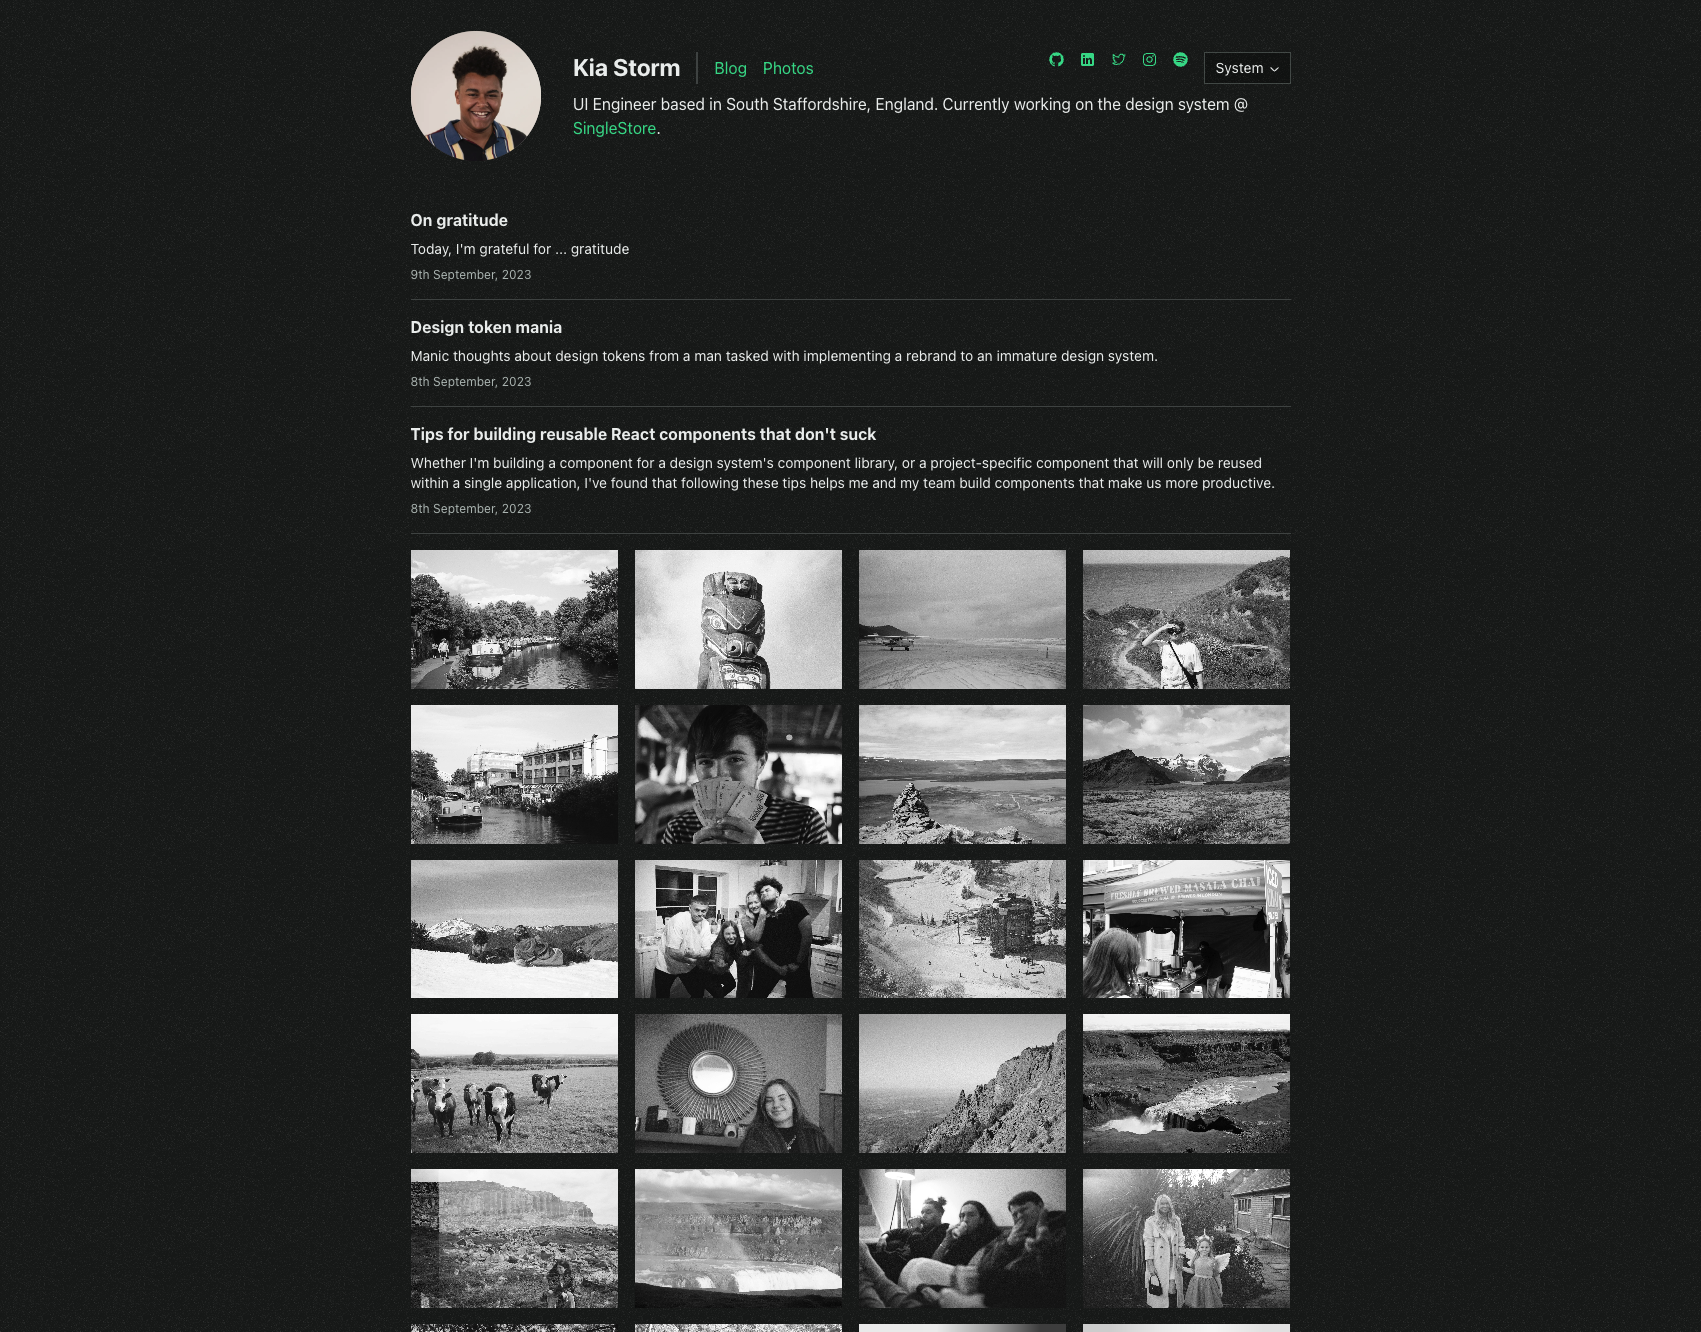 Kia Storm
Blog
Photos
System
UI Engineer based in South Staffordshire, England. Currently working on the design system @
SingleStore.
On gratitude
Today, I'm grateful for ... gratitude
9th September, 2023
Design token mania
Manic thoughts about design tokens from a man tasked with implementing a rebrand to an immature design system.
8th September, 2023
Tips for building reusable React components that don't suck
Whether I'm building a component for a design system's component library, or a project-specific component that will only be reused
within a single application, I've found that following these tips helps me and my team build components that make us more productive.
8th September, 2023
FRESHLY BREWED MASALA CHAI